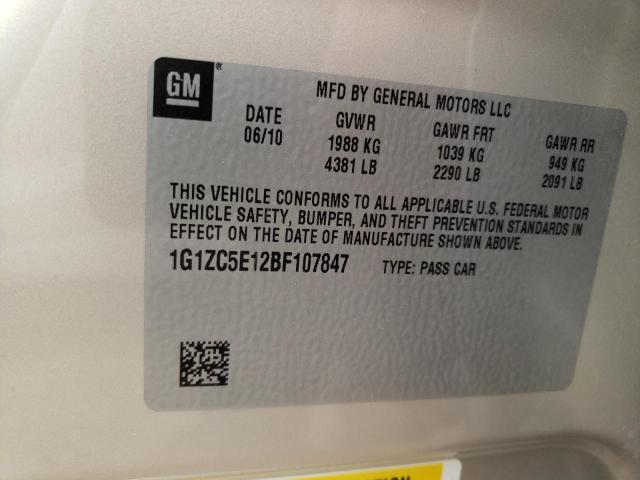 GM ®
MFD BY GENERAL MOTORS LLC
DATE GVWR GAWR FRT GAWR RR
06/10 1988 KG 1039 KG 949 KG
4381 LB 2290 LB 2091 LB
THIS VEHICLE CONFORMS TO ALL APPLICABLE U.S. FEDERAL MOTOR
VEHICLE SAFETY, BUMPER, AND THEFT PREVENTION STANDARDS IN
EFFECT ON THE DATE OF MANUFACTURE SHOWN ABOVE.
1G1ZC5E12BF107847 TYPE: PASS CAR